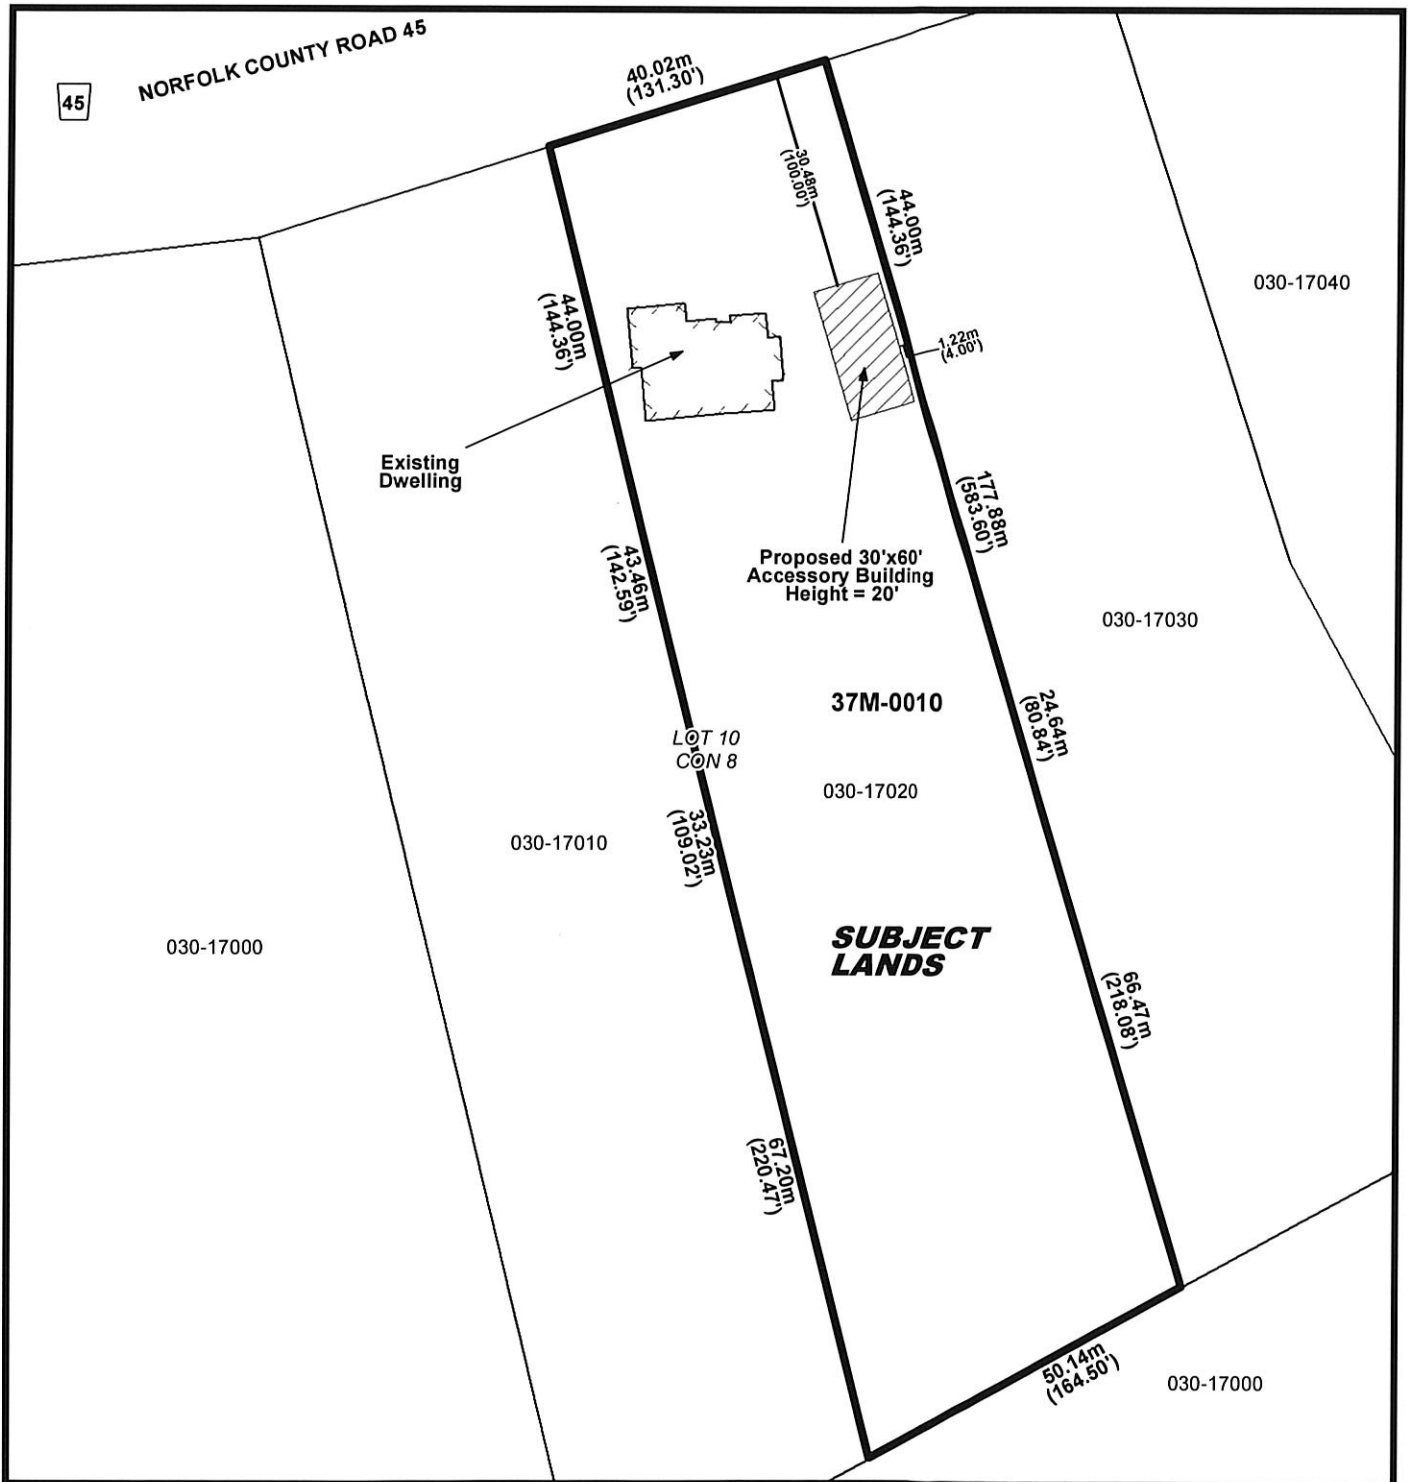 NORFOLK COUNTY ROAD 45
45
40.02m
(131.30')
30.48m
(100.00')
44.00m
(144.36')
030-17040
44.00m
(144.36')
1.22m
(4.00')
Existing
Dwelling
177.88m
(583.60')
43.46m
(142.59')
Proposed 30'x60'
Accessory Building
Height = 20'
030-17030
37M-0010
24.64m
(80.84')
LOT 10
CON 8
030-17020
33.23m
(109.02')
030-17010
SUBJECT
LANDS
030-17000
66.47m
(218.08')
67.20m
(220.47')
50.14m
(164.50')
030-17000